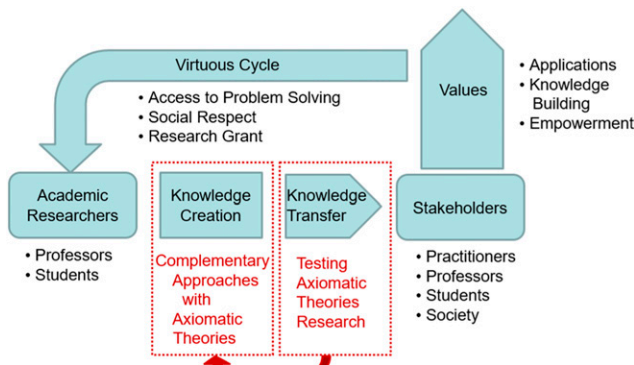 Virtuous Cycle
• Access to Problem Solving
• Social Respect
• Research Grant
Values
• Applications
• Knowledge
Building
• Empowerment
Academic
Researchers
• Professors
• Students
Knowledge
Creation
Complementary
Approaches
with
Axiomatic
Theories
Knowledge
Transfer
Testing
Axiomatic
Theories
Research
Stakeholders
• Practitioners
• Professors
• Students
• Society